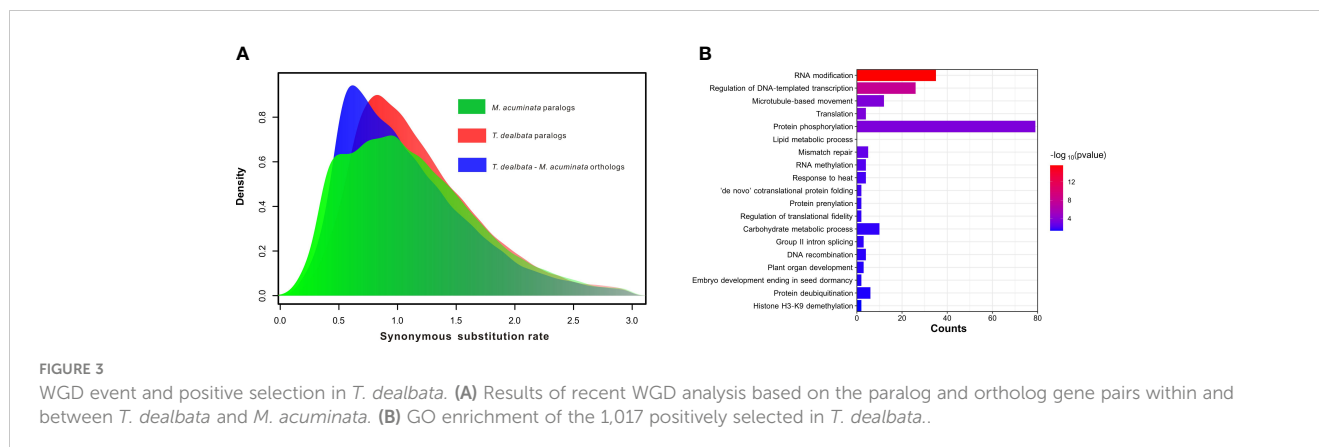 A
B
Density
0.0
0.2
0.4
0.6
0.8
M. acuminata paralogs
T. dealbata paralogs
T. dealbata - M. acuminata orthologs
0.0 0.5 1.0 1.5 2.0 2.5 3.0
Synonymous substitution rate
RNA modification
Regulation of DNA-templated transcription
Microtubule-based movement
Translation
Protein phosphorylation
Lipid metabolic process
Mismatch repair
RNA methylation
Response to heat
'de novo' cotranslational protein folding
Protein prenylation
Regulation of translational fidelity
Carbohydrate metabolic process
Group II intron splicing
DNA recombination
Plant organ development
Embryo development ending in seed dormancy
Protein deubiquitination
Histone H3-K9 demethylation
0 20 40 60 80
Counts
-log10(pvalue)
12
8
4
FIGURE 3
WGD event and positive selection in T. dealbata. (A) Results of recent WGD analysis based on the paralog and ortholog gene pairs within and
between T. dealbata and M. acuminata. (B) GO enrichment of the 1,017 positively selected in T. dealbata..